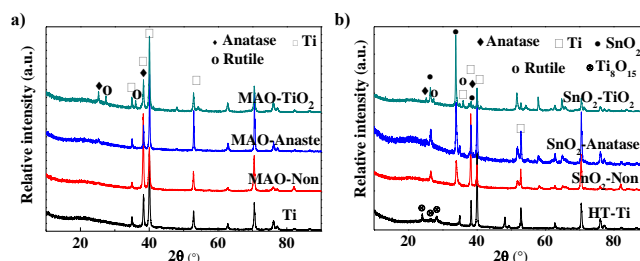 a)
Anatase
Ti
Rutile
MAO-TiO2
MAO-Anaste
MAO-Non
Ti
Relative intensity (a.u.)
20 40 60 80
2θ (°)
b)
Anatase
Ti
SnO2
Rutile
Ti8O15
SnO2-TiO2
SnO2-Anatase
SnO2-Non
HT-Ti
Relative intensity (a.u.)
20 40 60 80
2θ (°)